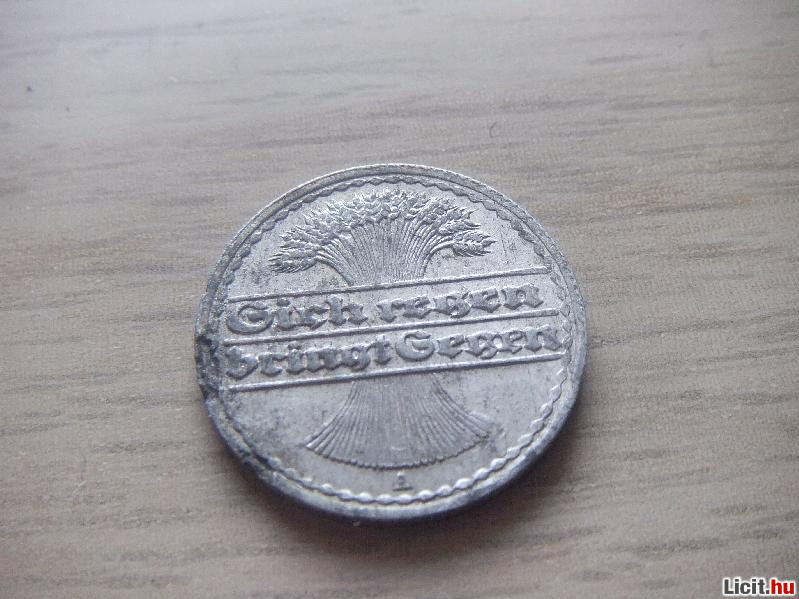 Sich regen
bringt Segen
A
Licit.hu